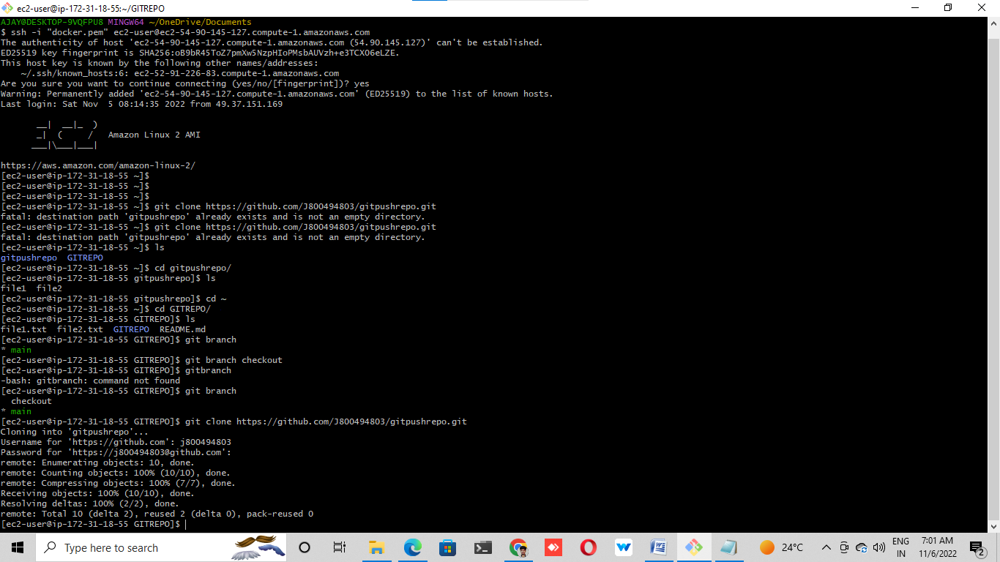 ec2-user@ip-172-31-18-55:~/GITREPO
AJAY@DESKTOP-9VQFPU8 MINGW64 ~/OneDrive/Documents
$ ssh -i "docker.pem" ec2-user@ec2-54-90-145-127.compute-1.amazonaws.com
The authenticity of host 'ec2-54-90-145-127.compute-1.amazonaws.com (54.90.145.127)' can't be established.
ED25519 key fingerprint is SHA256:oB9bR45ToZ7pmXw5NzpHIoPMsbAUVzh+e3TCXO6eLZE.
This host key is known by the following other names/addresses:
    ~/.ssh/known_hosts:6: ec2-52-91-226-83.compute-1.amazonaws.com
Are you sure you want to continue connecting (yes/no/[fingerprint])? yes
Warning: Permanently added 'ec2-54-90-145-127.compute-1.amazonaws.com' (ED25519) to the list of known hosts.
Last login: Sat Nov  5 08:14:35 2022 from 49.37.151.169
       __|  __|_  )
       _|  (     /   Amazon Linux 2 AMI
      ___|\___|___|
https://aws.amazon.com/amazon-linux-2/
[ec2-user@ip-172-31-18-55 ~]$
[ec2-user@ip-172-31-18-55 ~]$
[ec2-user@ip-172-31-18-55 ~]$
[ec2-user@ip-172-31-18-55 ~]$ git clone https://github.com/J800494803/gitpushrepo.git
fatal: destination path 'gitpushrepo' already exists and is not an empty directory.
[ec2-user@ip-172-31-18-55 ~]$ git clone https://github.com/J800494803/gitpushrepo.git
fatal: destination path 'gitpushrepo' already exists and is not an empty directory.
[ec2-user@ip-172-31-18-55 ~]$ ls
gitpushrepo  GITREPO
[ec2-user@ip-172-31-18-55 ~]$ cd gitpushrepo/
[ec2-user@ip-172-31-18-55 gitpushrepo]$ ls
file1  file2
[ec2-user@ip-172-31-18-55 gitpushrepo]$ cd ~
[ec2-user@ip-172-31-18-55 ~]$ cd GITREPO/
[ec2-user@ip-172-31-18-55 GITREPO]$ ls
file1.txt  file2.txt  GITREPO  README.md
[ec2-user@ip-172-31-18-55 GITREPO]$ git branch
* main
[ec2-user@ip-172-31-18-55 GITREPO]$ git branch checkout
[ec2-user@ip-172-31-18-55 GITREPO]$ gitbranch
-bash: gitbranch: command not found
[ec2-user@ip-172-31-18-55 GITREPO]$ git branch
  checkout
* main
[ec2-user@ip-172-31-18-55 GITREPO]$ git clone https://github.com/J800494803/gitpushrepo.git
Cloning into 'gitpushrepo'...
Username for 'https://github.com': j800494803
Password for 'https://j800494803@github.com':
remote: Enumerating objects: 10, done.
remote: Counting objects: 100% (10/10), done.
remote: Compressing objects: 100% (7/7), done.
Receiving objects: 100% (10/10), done.
Resolving deltas: 100% (2/2), done.
remote: Total 10 (delta 2), reused 2 (delta 0), pack-reused 0
[ec2-user@ip-172-31-18-55 GITREPO]$
Type here to search
24°C
ENG
IN
7:01 AM
11/6/2022
2